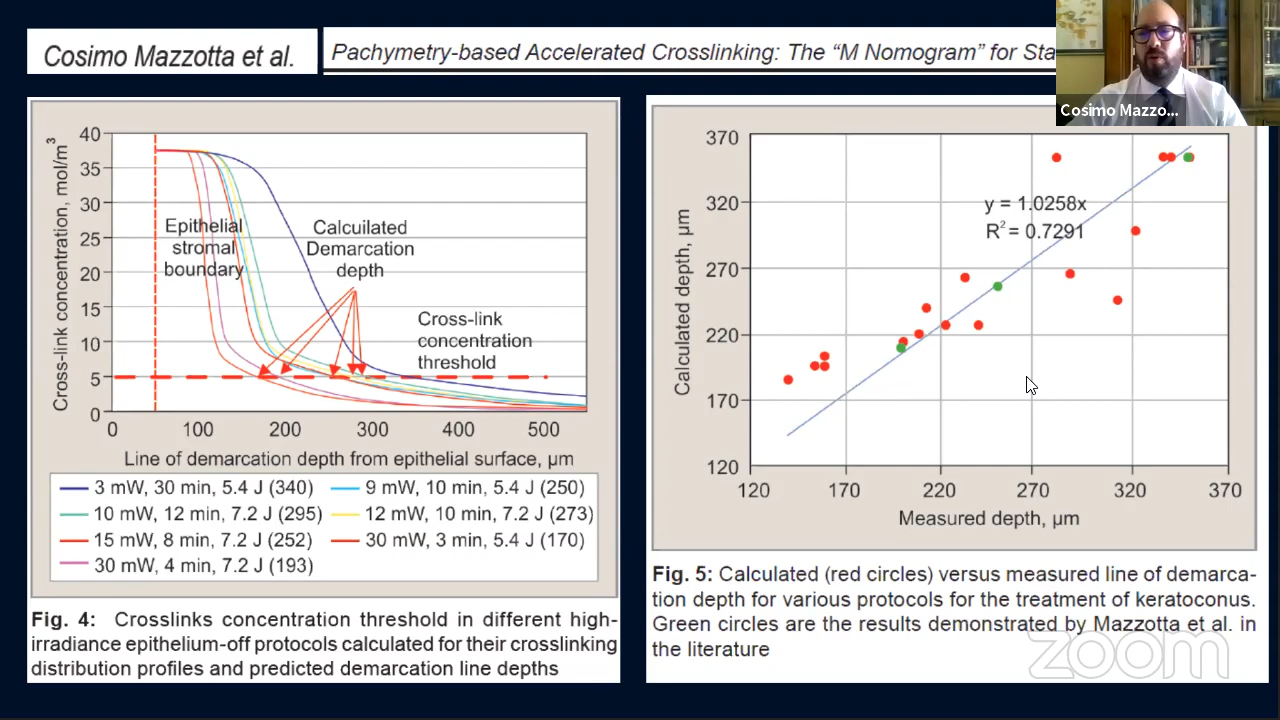 Cosimo Mazzotta et al.
Pachymetry-based Accelerated Crosslinking: The “M Nomogram” for Sta
Cosimo Mazzo...
Cross-link concentration, mol/m³
40
35
30
25
20
15
10
5
0
Epithelial
stromal
boundary
Calcuilated
Demarcation
depth
Cross-link
concentration
threshold
0 100 200 300 400 500
Line of demarcation depth from epithelial surface, µm
3 mW, 30 min, 5.4 J (340)
9 mW, 10 min, 5.4 J (250)
10 mW, 12 min, 7.2 J (295)
12 mW, 10 min, 7.2 J (273)
15 mW, 8 min, 7.2 J (252)
30 mW, 3 min, 5.4 J (170)
30 mW, 4 min, 7.2 J (193)
Fig. 4: Crosslinks concentration threshold in different high-
irradiance epithelium-off protocols calculated for their crosslinking
distribution profiles and predicted demarcation line depths
Calculated depth, µm
370
320
270
220
170
120
y = 1.0258x
R² = 0.7291
120 170 220 270 320 370
Measured depth, µm
Fig. 5: Calculated (red circles) versus measured line of demarca-
tion depth for various protocols for the treatment of keratoconus.
Green circles are the results demonstrated by Mazzotta et al. in
the literature
zoom